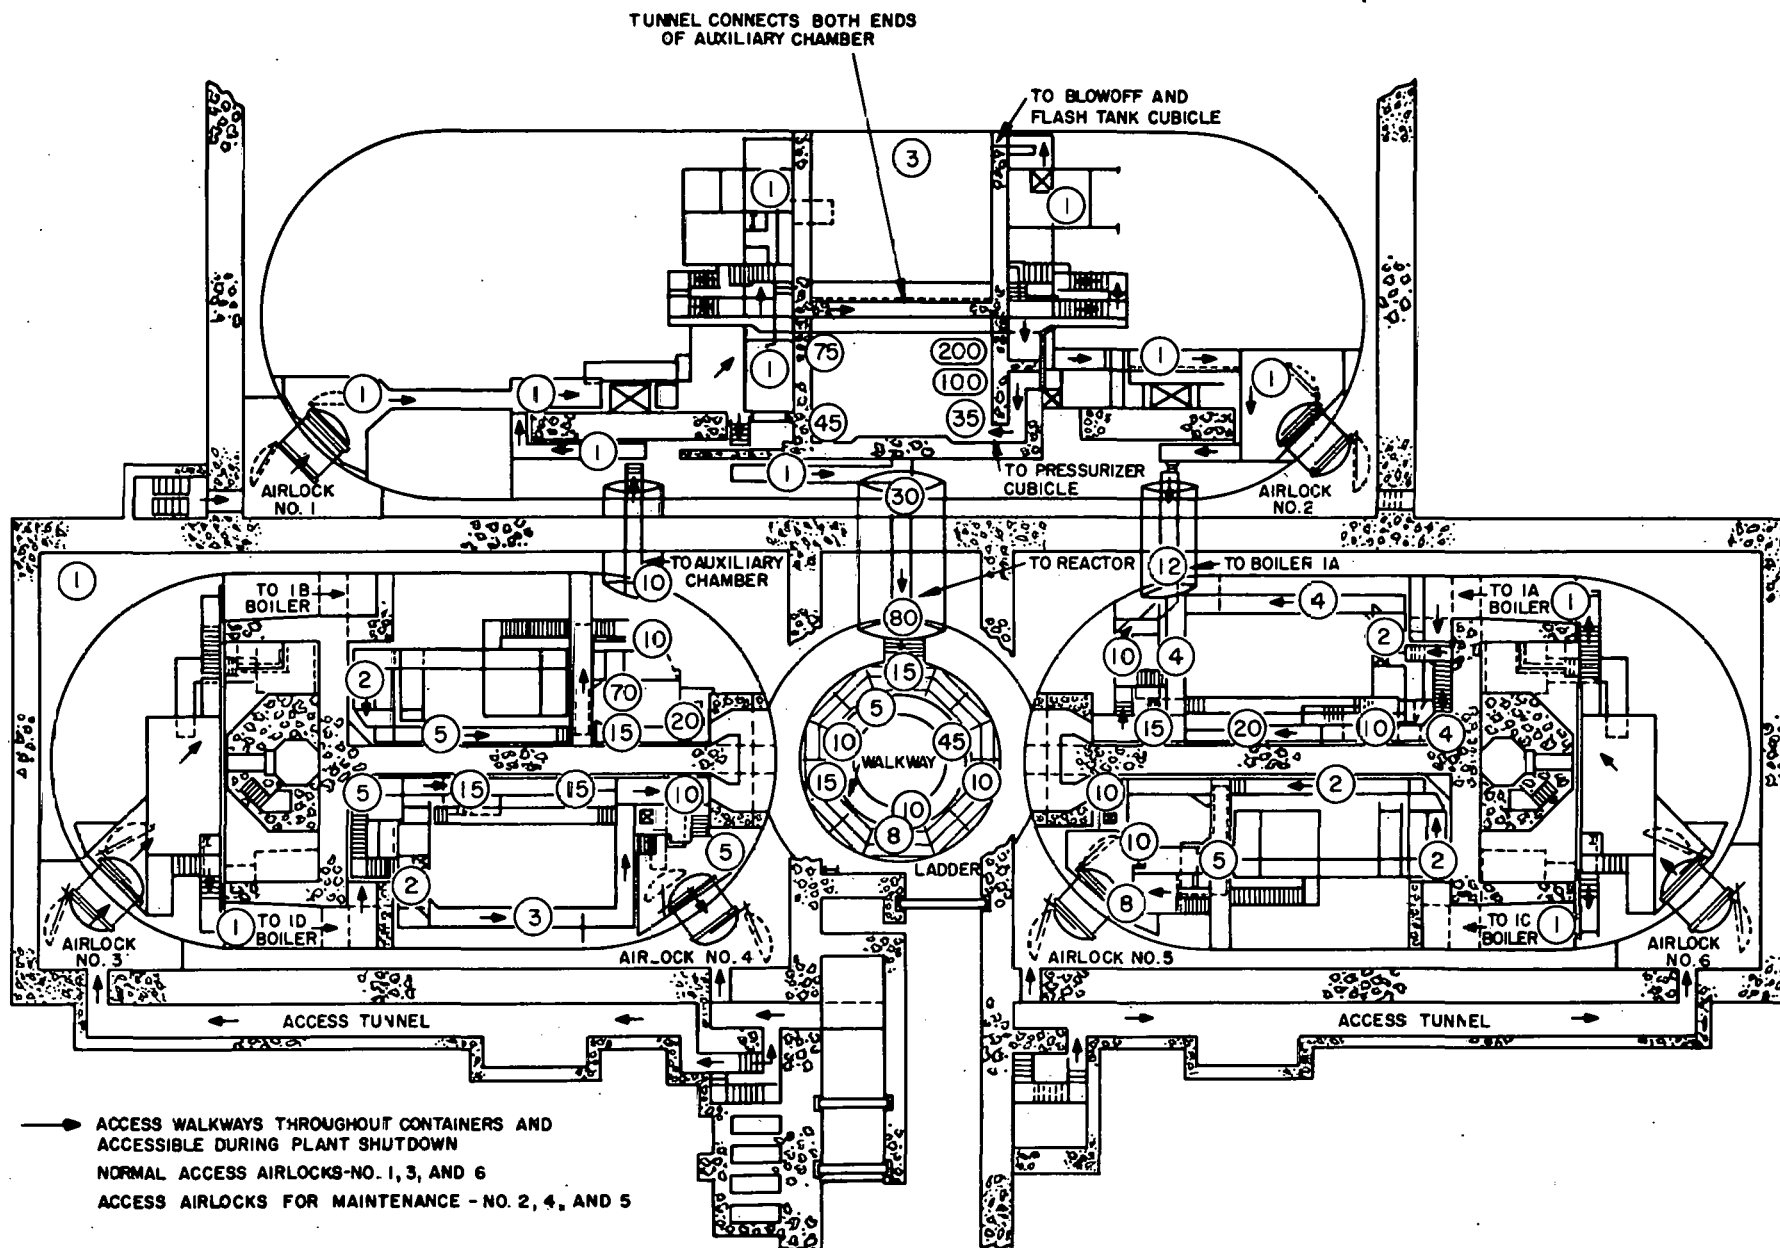 TUNNEL CONNECTS BOTH ENDS
OF AUXILIARY CHAMBER
TO BLOWOFF AND
FLASH TANK CUBICLE
3
1
1
75
200
1
1
1
1
1
100
45
35
1
1
TO PRESSURIZER
CUBICLE
30
AIRLOCK
NO. 1
AIRLOCK
NO. 2
1
TO 1B
BOILER
10
TO AUXILIARY
CHAMBER
TO REACTOR
12
TO BOILER 1A
TO 1A
BOILER
1
80
4
10
2
10
4
2
70
15
5
5
15
20
10
45
15
20
10
4
WALKWAY
5
15
15
10
15
10
10
2
10
8
5
10
5
2
2
3
LADDER
8
1
TO 1D
BOILER
TO 1C
BOILER
1
AIRLOCK
NO. 3
AIRLOCK NO. 4
AIRLOCK NO. 5
AIRLOCK
NO. 6
ACCESS TUNNEL
ACCESS TUNNEL
ACCESS WALKWAYS THROUGHOUT CONTAINERS AND
ACCESSIBLE DURING PLANT SHUTDOWN
NORMAL ACCESS AIRLOCKS-NO. 1, 3, AND 6
ACCESS AIRLOCKS FOR MAINTENANCE - NO. 2, 4, AND 5